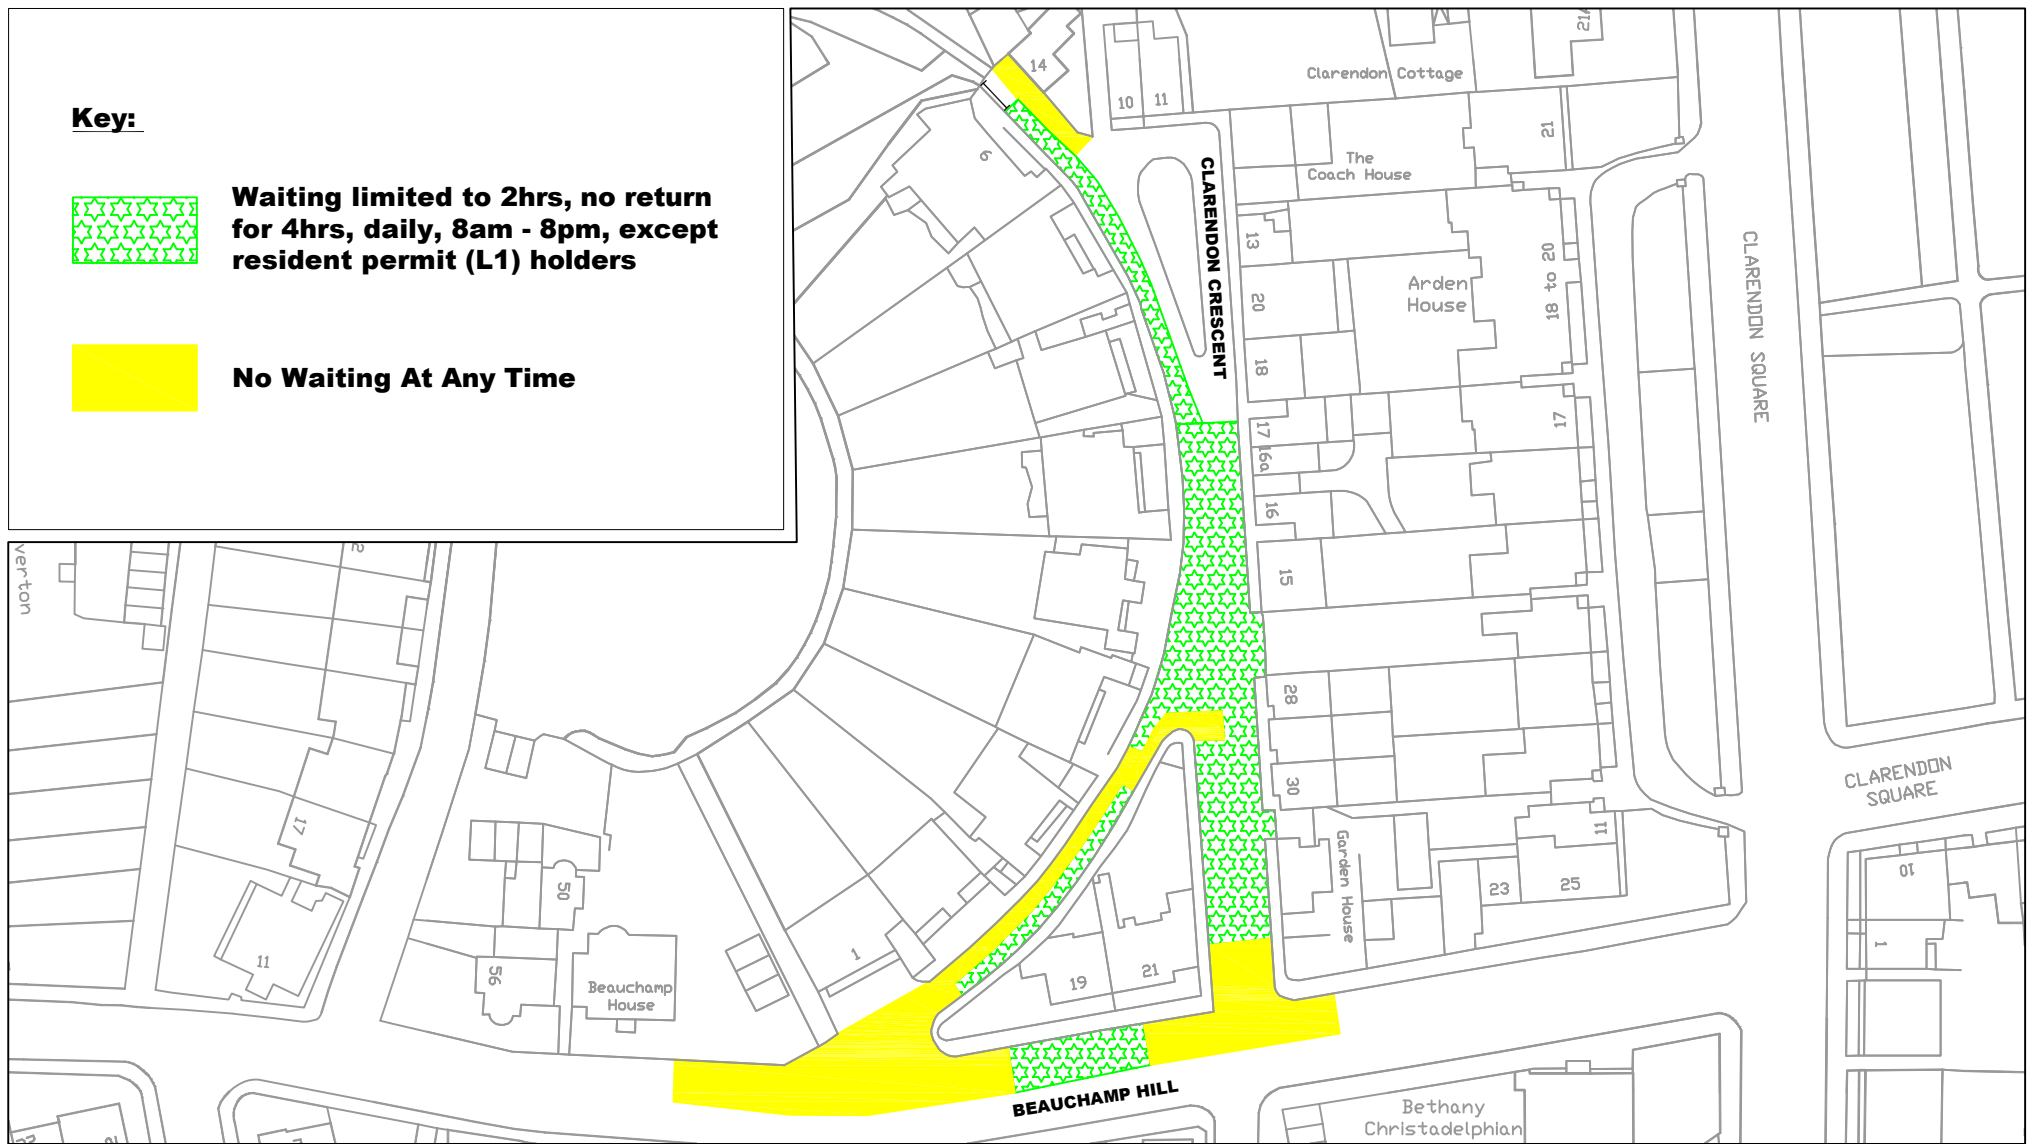 Key:
Waiting limited to 2hrs, no return
for 4hrs, daily, 8am - 8pm, except
resident permit (L1) holders
No Waiting At Any Time
14
10
11
6
Clarendon Cottage
21A
21
The
Coach House
CLARENDON CRESCENT
13
20
18
17
16a
16
15
28
30
Arden
House
18 to 20
17
CLARENDON SQUARE
CLARENDON
SQUARE
verton
2
17
11
50
56
Beauchamp
House
1
19
21
Garden House
23
25
11
10
1
BEAUCHAMP HILL
Bethany
Christadelphian